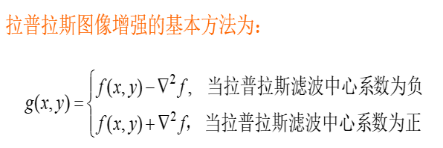 拉普拉斯图像增强的基本方法为：
f(x,y)−∇²f, 当拉普拉斯滤波中心系数为负
g(x,y)=
f(x,y)+∇²f, 当拉普拉斯滤波中心系数为正